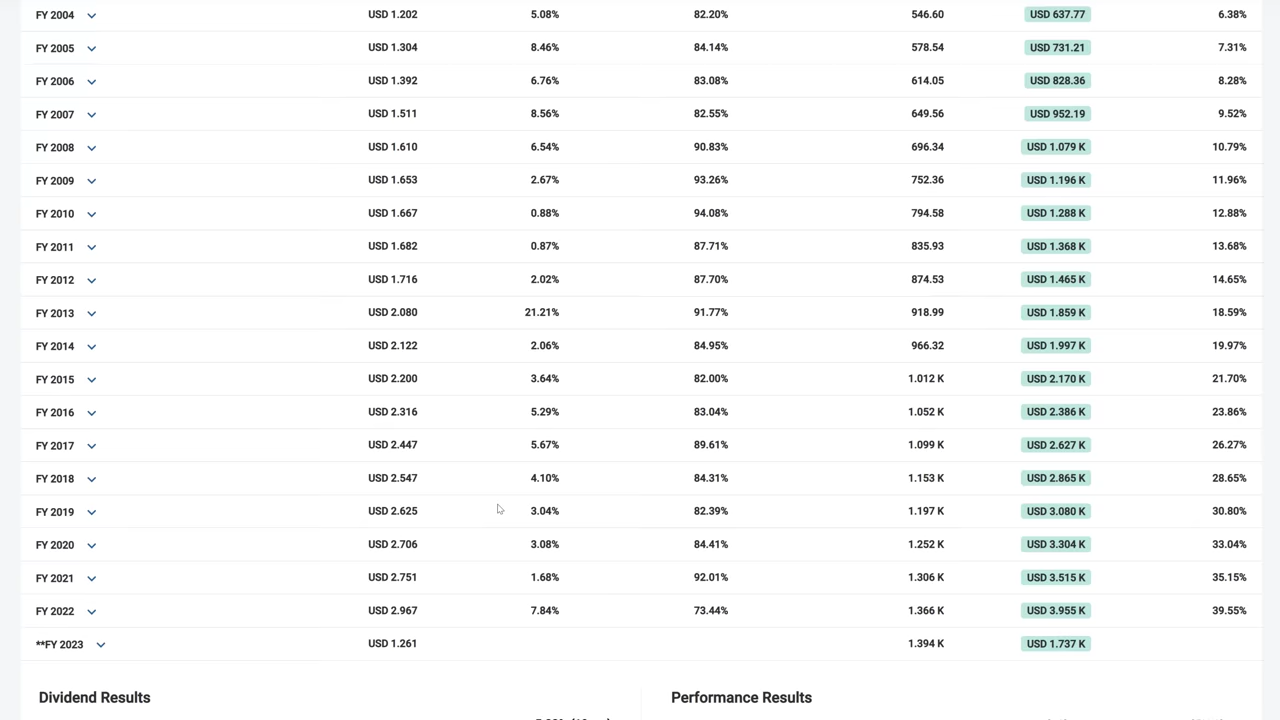 FY 2004 USD 1.202 5.08% 82.20% 546.60 USD 637.77 6.38%
FY 2005 USD 1.304 8.46% 84.14% 578.54 USD 731.21 7.31%
FY 2006 USD 1.392 6.76% 83.08% 614.05 USD 828.36 8.28%
FY 2007 USD 1.511 8.56% 82.55% 649.56 USD 952.19 9.52%
FY 2008 USD 1.610 6.54% 90.83% 696.34 USD 1.079 K 10.79%
FY 2009 USD 1.653 2.67% 93.26% 752.36 USD 1.196 K 11.96%
FY 2010 USD 1.667 0.88% 94.08% 794.58 USD 1.288 K 12.88%
FY 2011 USD 1.682 0.87% 87.71% 835.93 USD 1.368 K 13.68%
FY 2012 USD 1.716 2.02% 87.70% 874.53 USD 1.465 K 14.65%
FY 2013 USD 2.080 21.21% 91.77% 918.99 USD 1.859 K 18.59%
FY 2014 USD 2.122 2.06% 84.95% 966.32 USD 1.997 K 19.97%
FY 2015 USD 2.200 3.64% 82.00% 1.012 K USD 2.170 K 21.70%
FY 2016 USD 2.316 5.29% 83.04% 1.052 K USD 2.386 K 23.86%
FY 2017 USD 2.447 5.67% 89.61% 1.099 K USD 2.627 K 26.27%
FY 2018 USD 2.547 4.10% 84.31% 1.153 K USD 2.865 K 28.65%
FY 2019 USD 2.625 3.04% 82.39% 1.197 K USD 3.080 K 30.80%
FY 2020 USD 2.706 3.08% 84.41% 1.252 K USD 3.304 K 33.04%
FY 2021 USD 2.751 1.68% 92.01% 1.306 K USD 3.515 K 35.15%
FY 2022 USD 2.967 7.84% 73.44% 1.366 K USD 3.955 K 39.55%
**FY 2023 USD 1.261 1.394 K USD 1.737 K
Dividend Results Performance Results